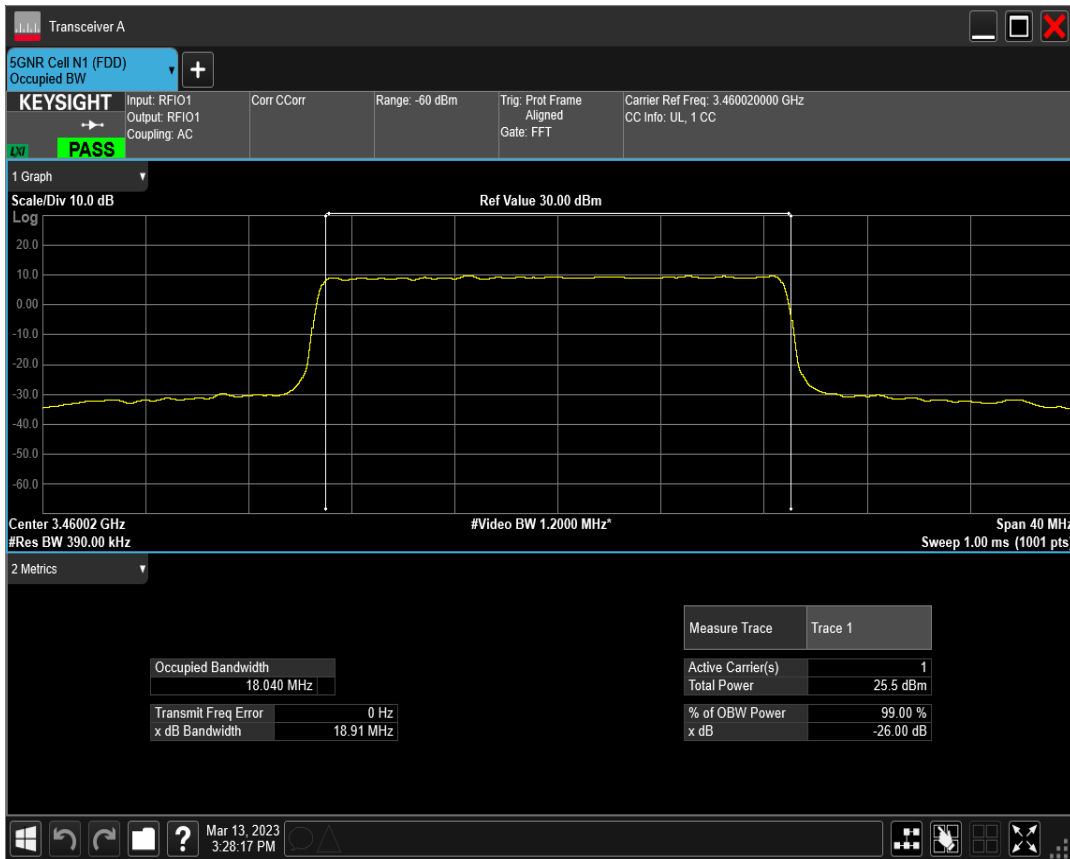 Transceiver A
5GNR Cell N1 (FDD)
Occupied BW
KEYSIGHT
LXI
PASS
Input: RFIO1
Output: RFIO1
Coupling: AC
Corr CCorr
Range: -60 dBm
Trig: Prot Frame
Aligned
Gate: FFT
Carrier Ref Freq: 3.460020000 GHz
CC Info: UL, 1 CC
1 Graph
Scale/Div 10.0 dB
Ref Value 30.00 dBm
Log
20.0
10.0
0.00
-10.0
-20.0
-30.0
-40.0
-50.0
-60.0
Center 3.46002 GHz
#Video BW 1.2000 MHz*
Span 40 MHz
#Res BW 390.00 kHz
Sweep 1.00 ms (1001 pts)
2 Metrics
Measure Trace Trace 1
Occupied Bandwidth
18.040 MHz
Active Carrier(s) 1
Total Power 25.5 dBm
Transmit Freq Error 0 Hz
x dB Bandwidth 18.91 MHz
% of OBW Power 99.00 %
x dB -26.00 dB
?
Mar 13, 2023
3:28:17 PM